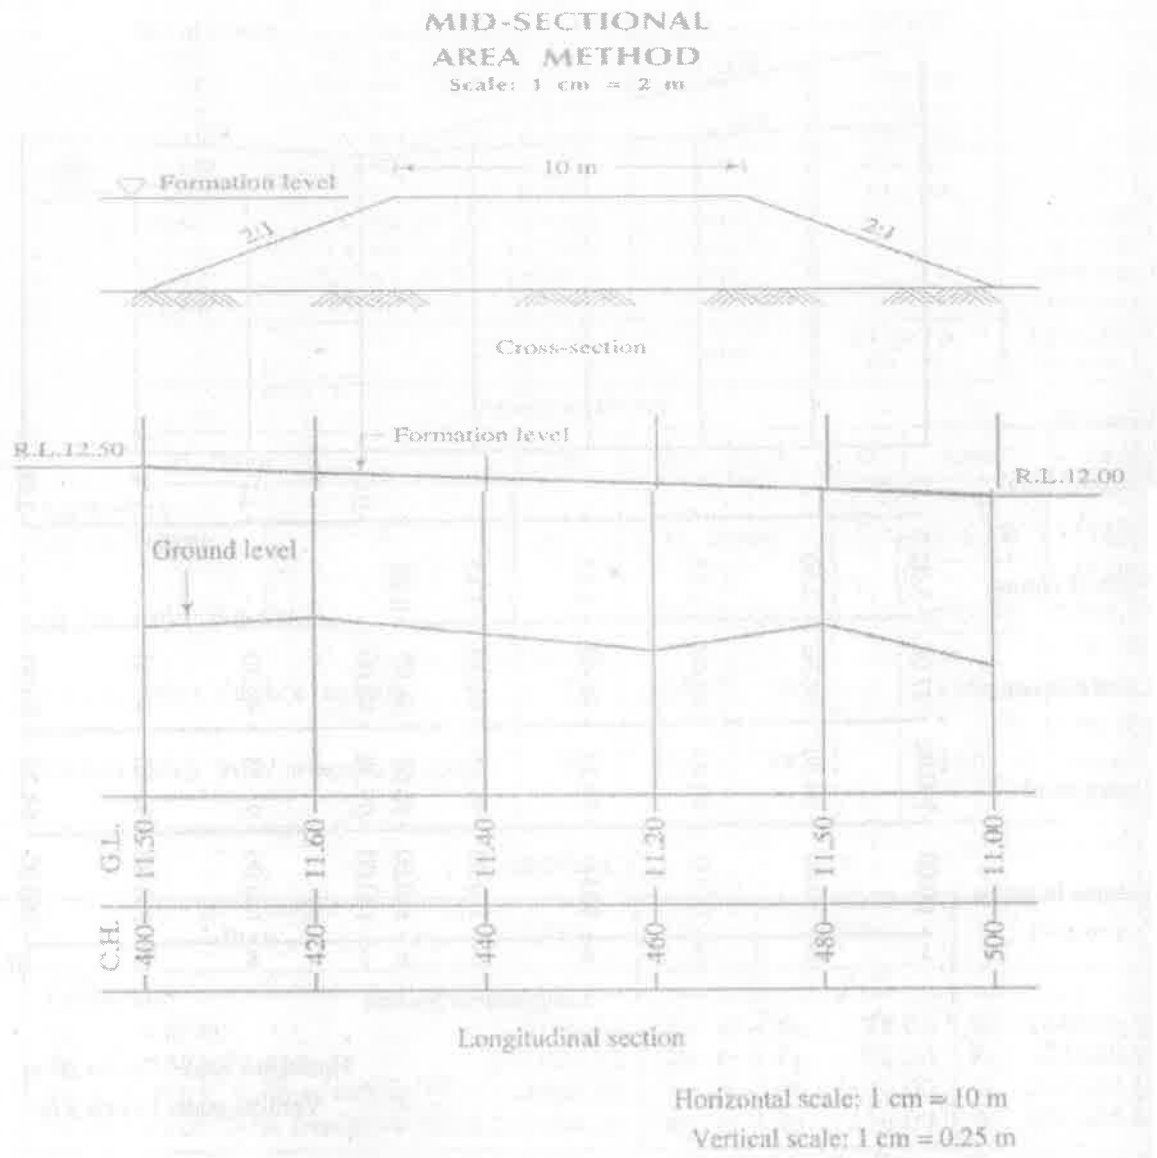 MID-SECTIONAL
AREA METHOD
Scale: 1 cm = 2 m
10 m
Formation level
2:1
2:1
Cross-section
Formation level
R.L.12.50
R.L.12.00
Ground level
G.L. 11.50 11.60 11.40 11.20 11.50 11.00
C.H. 400 420 440 460 480 500
Longitudinal section
Horizontal scale: 1 cm = 10 m
Vertical scale: 1 cm = 0.25 m